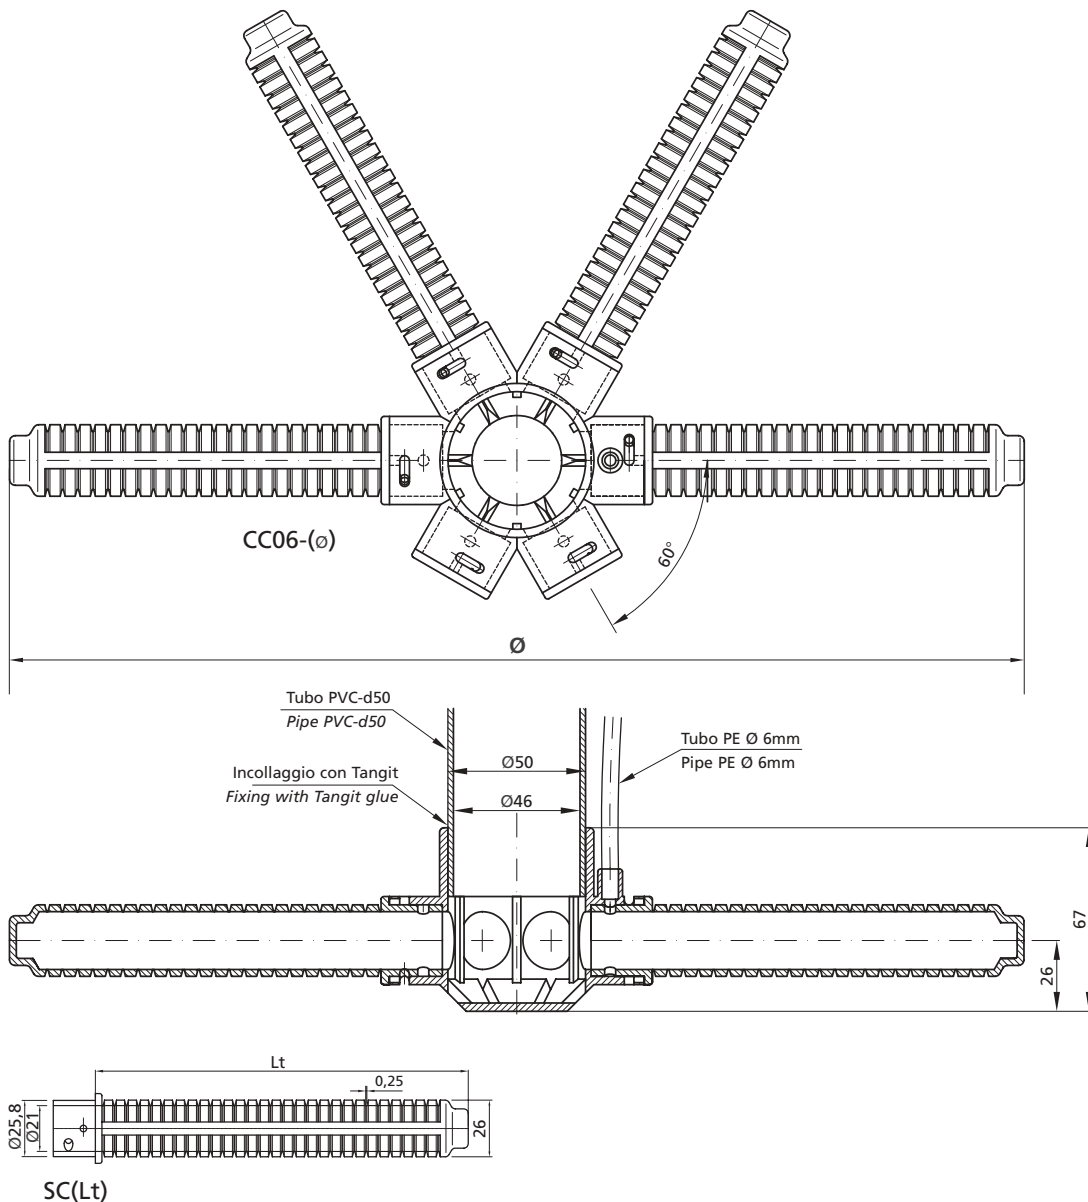 CC06-(ø)
60°
Ø
Tubo PVC-d50
Pipe PVC-d50
Tubo PE Ø 6mm
Pipe PE Ø 6mm
Incollaggio con Tangit
Fixing with Tangit glue
Ø50
Ø46
67
26
Lt
0,25
Ø25,8
Ø21
26
SC(Lt)